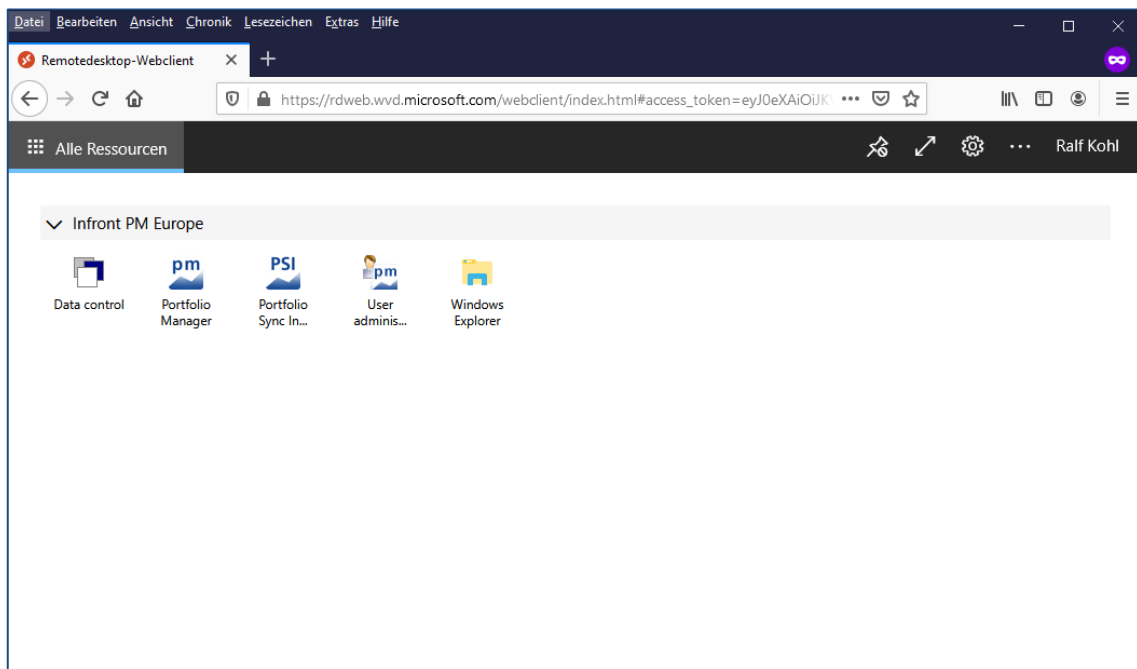 Datei Bearbeiten Ansicht Chronik Lesezeichen Extras Hilfe
Remotedesktop-Webclient
https://rdweb.wvd.microsoft.com/webclient/index.html#access_token=eyJ0eXAiOiJK
Alle Ressourcen
Ralf Kohl
Infront PM Europe
pm
PSI
pm
Data control
Portfolio
Manager
Portfolio
Sync In...
User
adminis...
Windows
Explorer